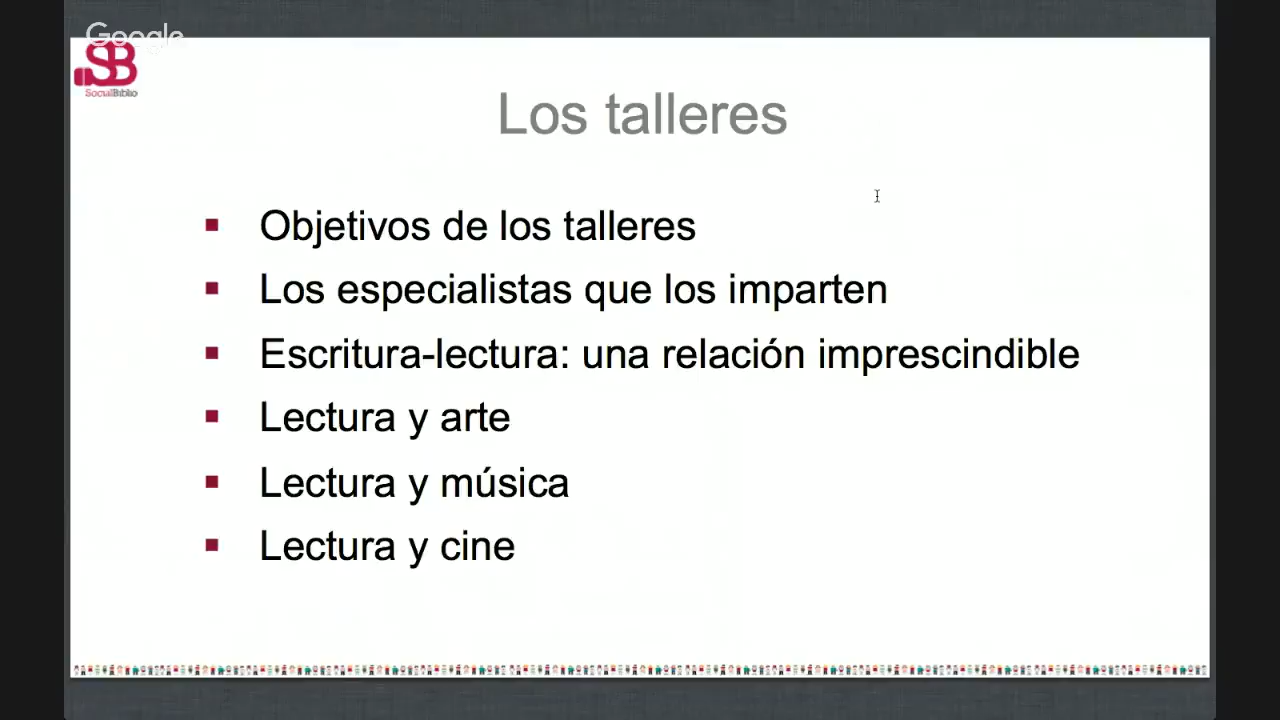 Google
SB
SocialBiblio
Los talleres
Objetivos de los talleres
Los especialistas que los imparten
Escritura-lectura: una relación imprescindible
Lectura y arte
Lectura y música
Lectura y cine